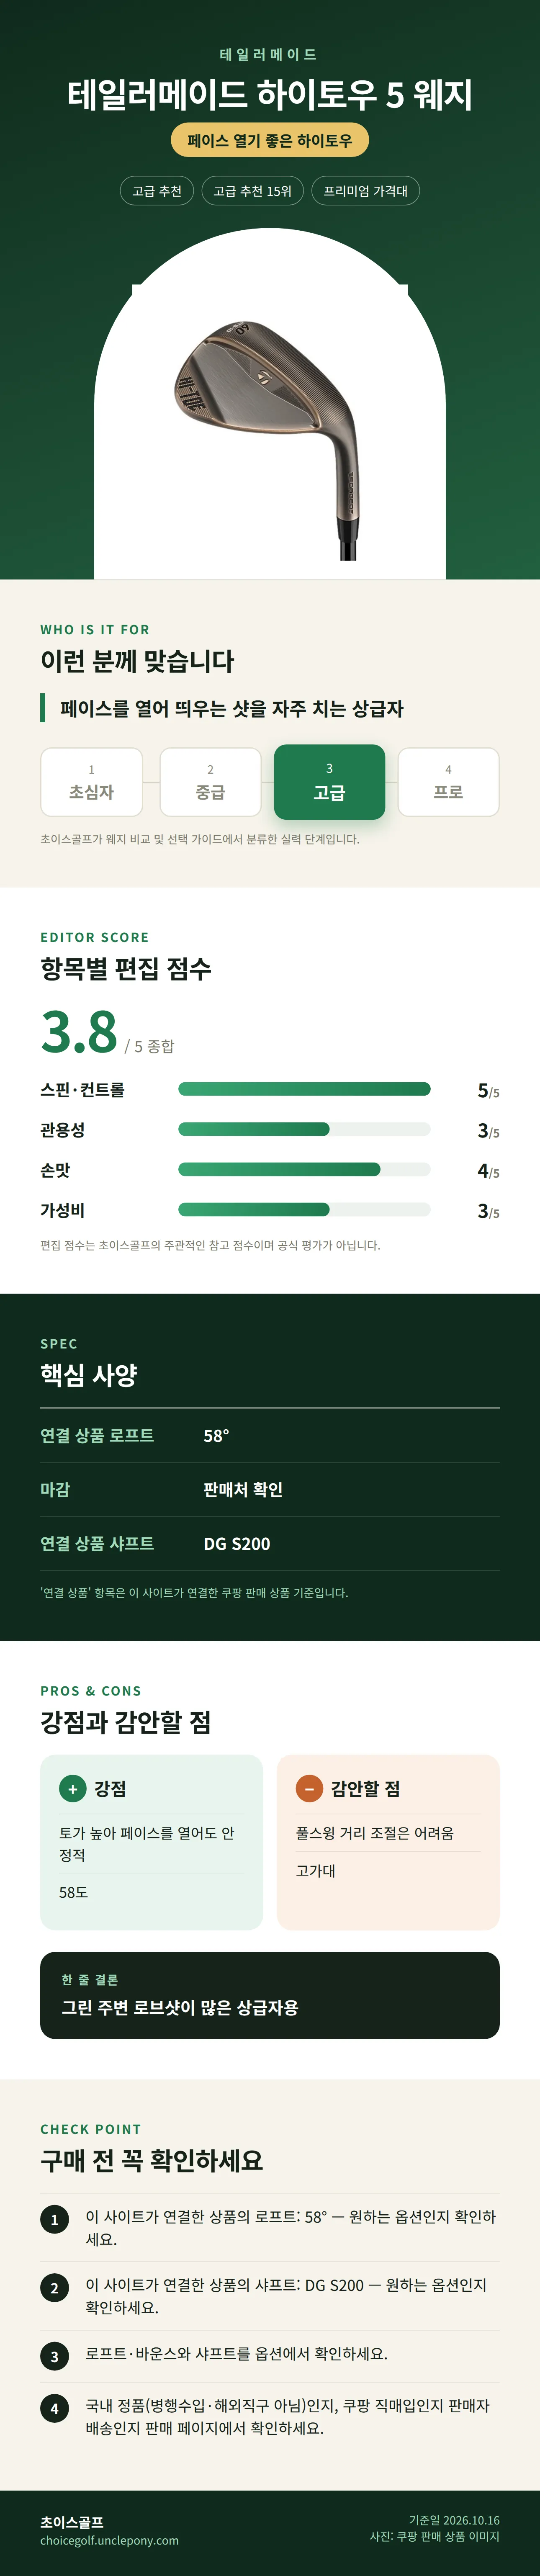 테일러메이드
테일러메이드 하이토우 5 웨지
페이스 열기 좋은 하이토우
고급 추천
고급 추천 15위
프리미엄 가격대
60
HI-TOE
WHO IS IT FOR
이런 분께 맞습니다
페이스를 열어 띄우는 샷을 자주 치는 상급자
1
초심자
2
중급
3
고급
4
프로
초이스골프가 웨지 비교 및 선택 가이드에서 분류한 실력 단계입니다.
EDITOR SCORE
항목별 편집 점수
3.8 / 5 종합
스핀·컨트롤 5/5
관용성 3/5
손맛 4/5
가성비 3/5
편집 점수는 초이스골프의 주관적인 참고 점수이며 공식 평가가 아닙니다.
SPEC
핵심 사양
연결 상품 로프트 58°
마감 판매처 확인
연결 상품 샤프트 DG S200
'연결 상품' 항목은 이 사이트가 연결한 쿠팡 판매 상품 기준입니다.
PROS & CONS
강점과 감안할 점
+ 강점
토가 높아 페이스를 열어도 안
정적
58도
− 감안할 점
풀스윙 거리 조절은 어려움
고가대
한 줄 결론
그린 주변 로브샷이 많은 상급자용
CHECK POINT
구매 전 꼭 확인하세요
1 이 사이트가 연결한 상품의 로프트: 58° — 원하는 옵션인지 확인하
세요.
2 이 사이트가 연결한 상품의 샤프트: DG S200 — 원하는 옵션인지
확인하세요.
3 로프트·바운스와 샤프트를 옵션에서 확인하세요.
4 국내 정품(병행수입·해외직구 아님)인지, 쿠팡 직매입인지 판매자
배송인지 판매 페이지에서 확인하세요.
초이스골프
choicegolf.unclepony.com
기준일 2026.10.16
사진: 쿠팡 판매 상품 이미지